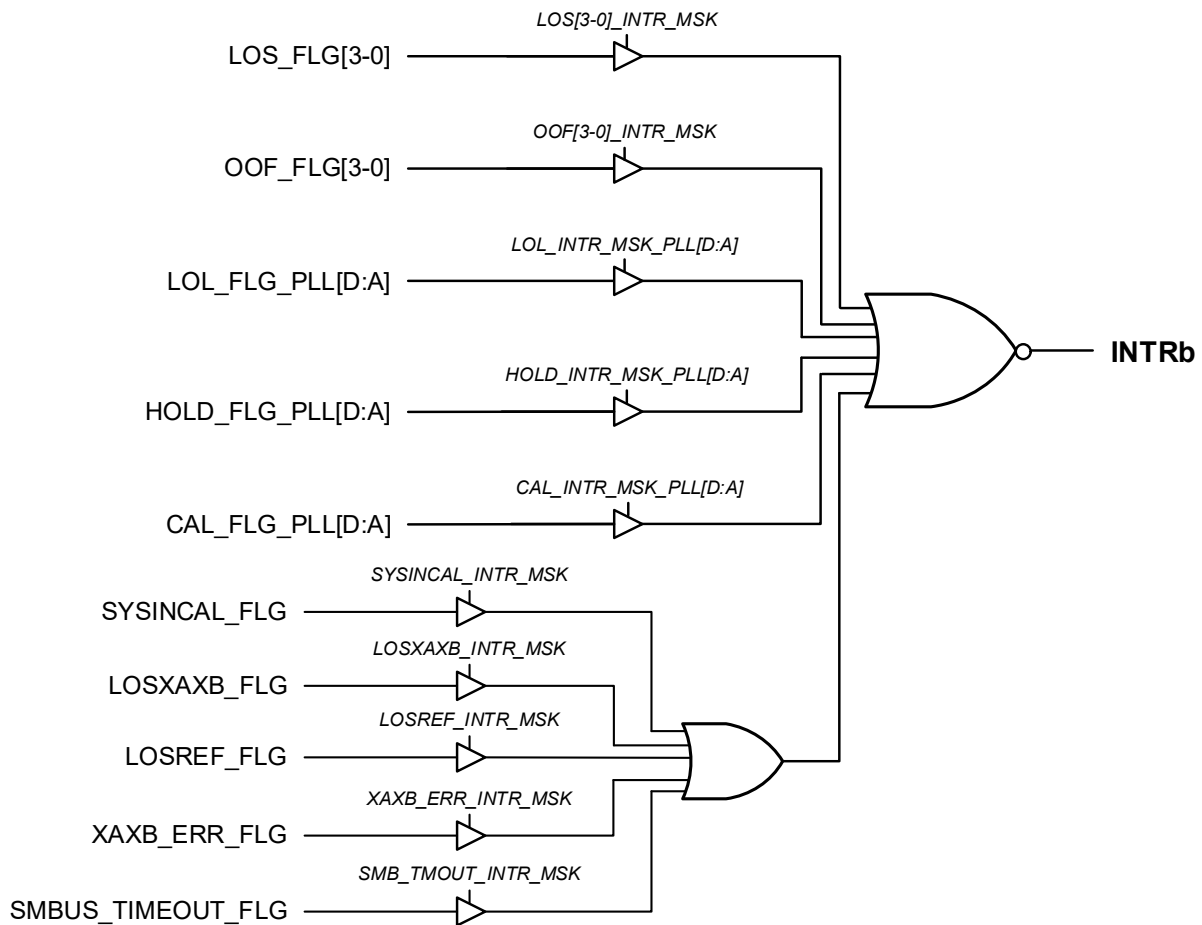 LOS[3-0]_INTR_MSK
LOS_FLG[3-0]
OOF[3-0]_INTR_MSK
OOF_FLG[3-0]
LOL_INTR_MSK_PLL[D:A]
LOL_FLG_PLL[D:A]
INTRb
HOLD_INTR_MSK_PLL[D:A]
HOLD_FLG_PLL[D:A]
CAL_INTR_MSK_PLL[D:A]
CAL_FLG_PLL[D:A]
SYSINCAL_INTR_MSK
SYSINCAL_FLG
LOSXAXB_INTR_MSK
LOSXAXB_FLG
LOSREF_INTR_MSK
LOSREF_FLG
XAXB_ERR_INTR_MSK
XAXB_ERR_FLG
SMB_TMOUT_INTR_MSK
SMBUS_TIMEOUT_FLG